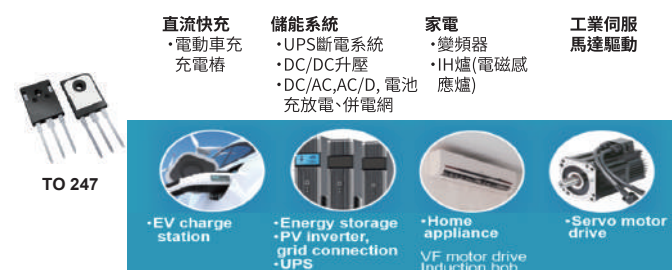 直流快充
・電動車充
充電樁
儲能系統
・UPS斷電系統
・DC/DC升壓
・DC/AC,AC/D, 電池
充放電、併電網
家電
・變頻器
・IH爐(電磁感
應爐)
工業伺服
馬達驅動
TO 247
・EV charge
station
・Energy storage
・PV inverter,
grid connection
・UPS
・Home
appliance
VF motor drive
Induction hob
・Servo motor
drive